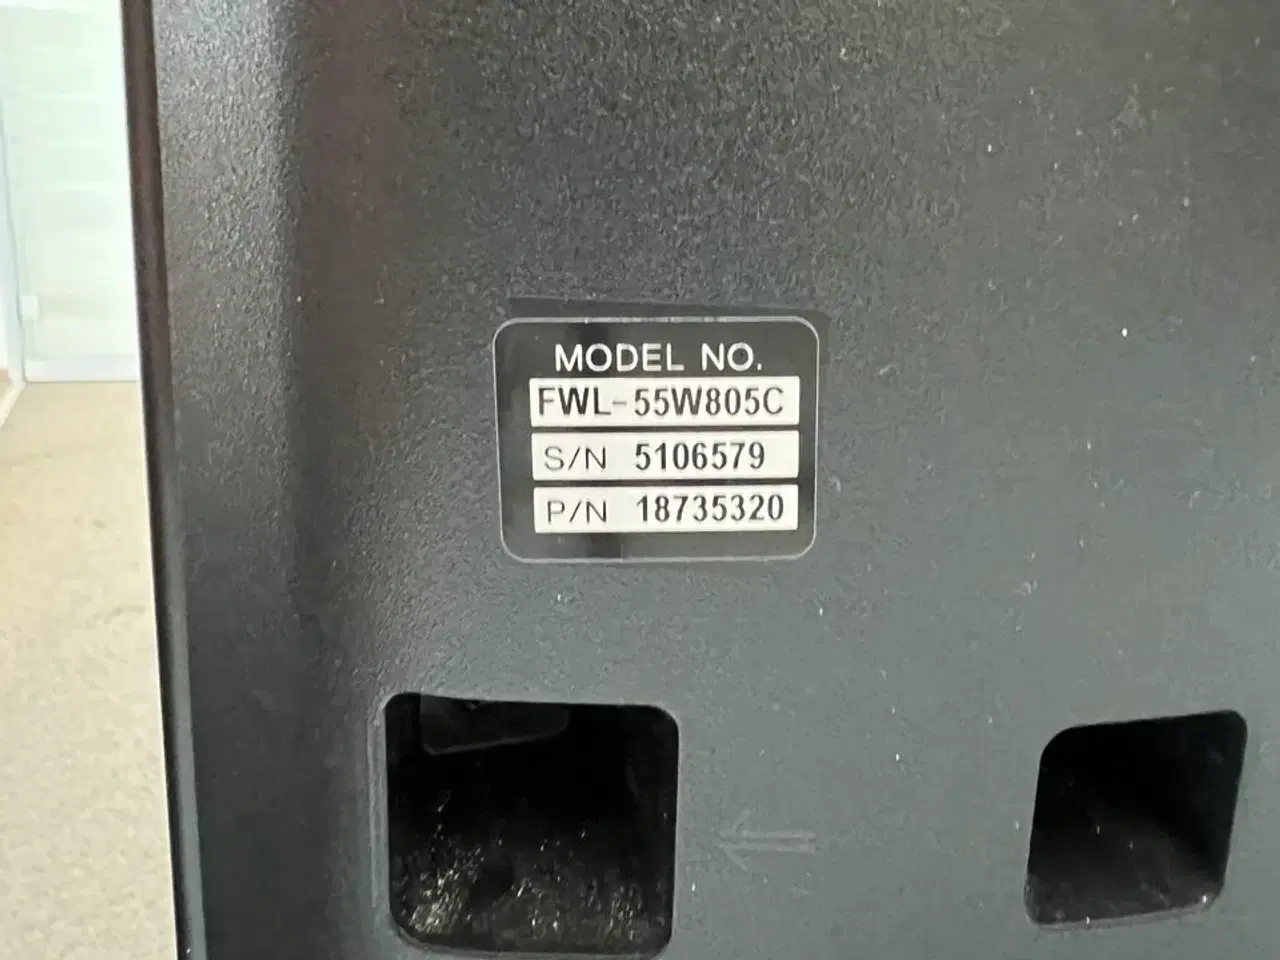 MODEL NO.
FWL-55W805C
S/N 5106579
P/N 18735320